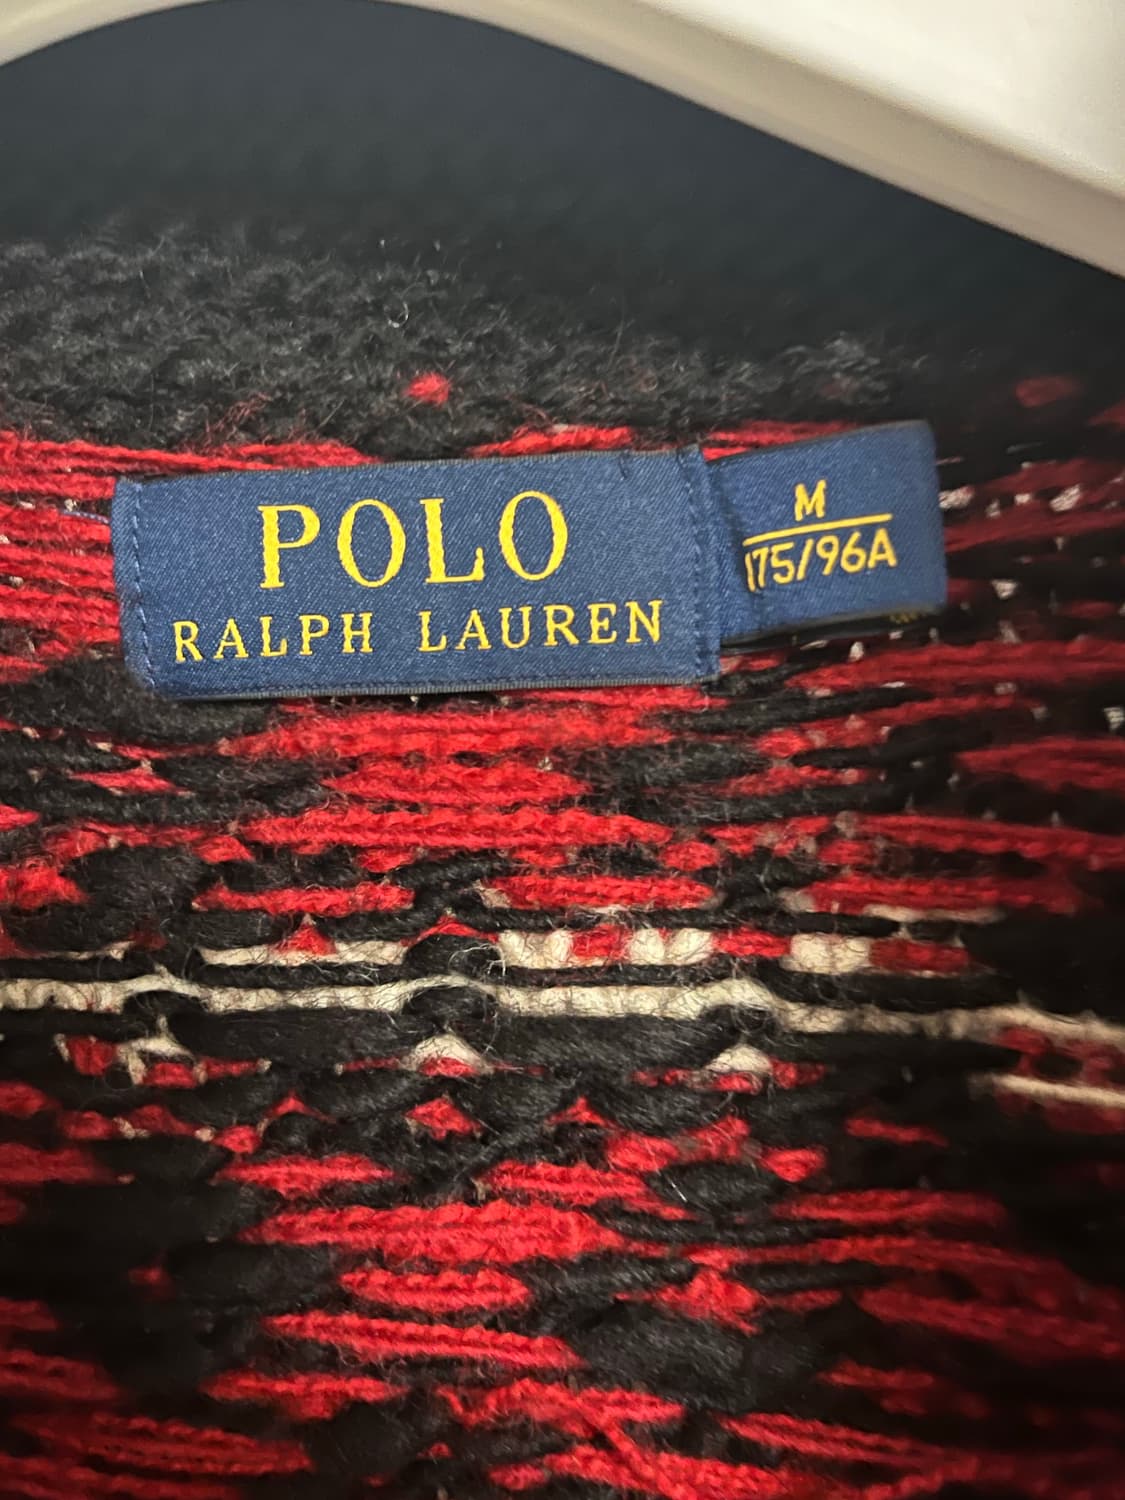 POLO
RALPH LAUREN
M
175/96A